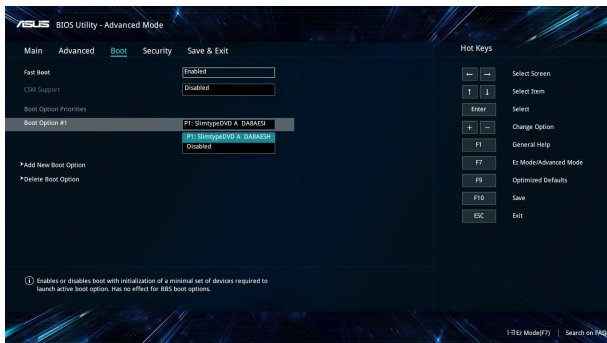 ASUS BIOS Utility - Advanced Mode
Main Advanced Boot Security Save & Exit
Hot Keys
Fast Boot Enabled
CSM Support Disabled
Boot Option Priorities
Boot Option #1 P1: SlimtypeDVD A DA8AESI
P1: SlimtypeDVD A DA8AESH
Disabled
Add New Boot Option
Delete Boot Option
← → Select Screen
↑ ↓ Select Item
Enter Select
+ − Change Option
F1 General Help
F7 Ez Mode/Advanced Mode
F9 Optimized Defaults
F10 Save
ESC Exit
Enables or disables boot with initialization of a minimal set of devices required to
launch active boot option. Has no effect for BBS boot options.
Ez Mode(F7) | Search on FAQ